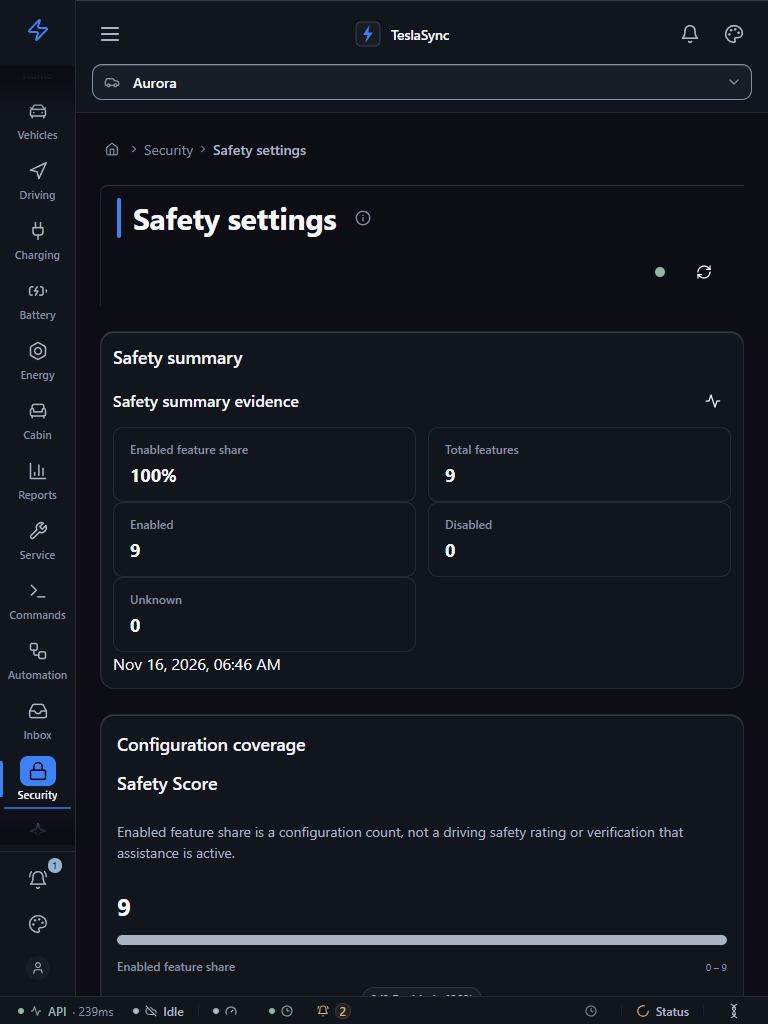 TeslaSync
Aurora
Vehicles
Driving
Charging
Battery
Energy
Cabin
Reports
Service
Commands
Automation
Inbox
Security
1
Security
Safety settings
Safety settings
Safety summary
Safety summary evidence
Enabled feature share
100%
Total features
9
Enabled
9
Disabled
0
Unknown
0
Nov 16, 2026, 06:46 AM
Configuration coverage
Safety Score
Enabled feature share is a configuration count, not a driving safety rating or verification that
assistance is active.
9
Enabled feature share
0 – 9
API · 239ms
Idle
2
Status